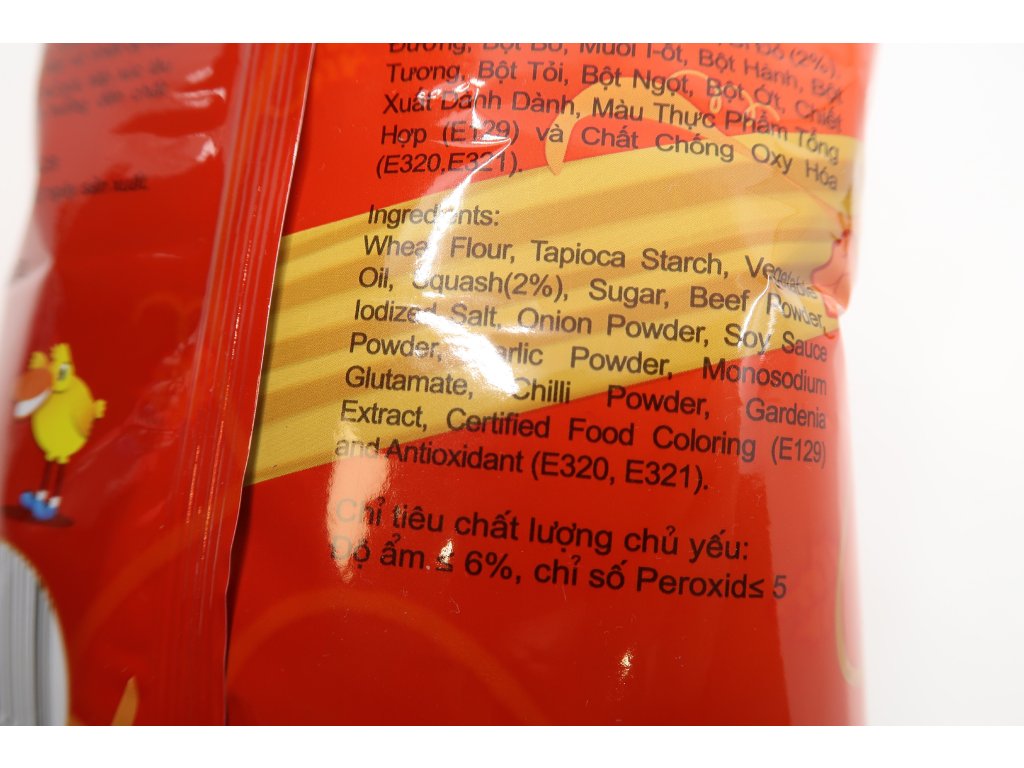 Đường, Bột Bò, Muối I-ốt, Bột Hành, Bột
Tương, Bột Tỏi, Bột Ngọt, Bột Ớt, Chiết
Xuất Dành Dành, Màu Thực Phẩm Tổng
Hợp (E129) và Chất Chống Oxy Hóa
(E320,E321).
Ingredients:
Wheat Flour, Tapioca Starch, Vegetable
Oil, Squash(2%), Sugar, Beef Powder,
Iodized Salt, Onion Powder, Soy Sauce
Powder, Garlic Powder, Monosodium
Glutamate, Chilli Powder, Gardenia
Extract, Certified Food Coloring (E129)
and Antioxidant (E320, E321).
Chỉ tiêu chất lượng chủ yếu:
Độ ẩm ≤ 6%, chỉ số Peroxid≤ 5